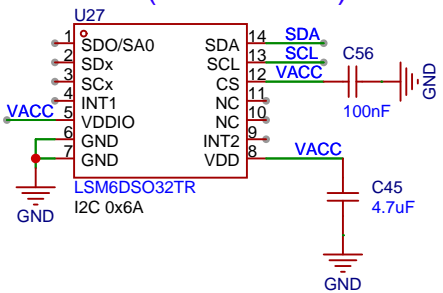 U27
1 SDO/SA0 SDA 14 SDA
2 SDx SCL 13 SCL
3 SCx CS 12 VACC
4 INT1 NC 11
VACC 5 VDDIO NC 10
6 GND INT2 9
7 GND VDD 8 VACC
C56
100nF
GND
LSM6DSO32TR
I2C 0x6A
GND
C45
4.7uF
GND